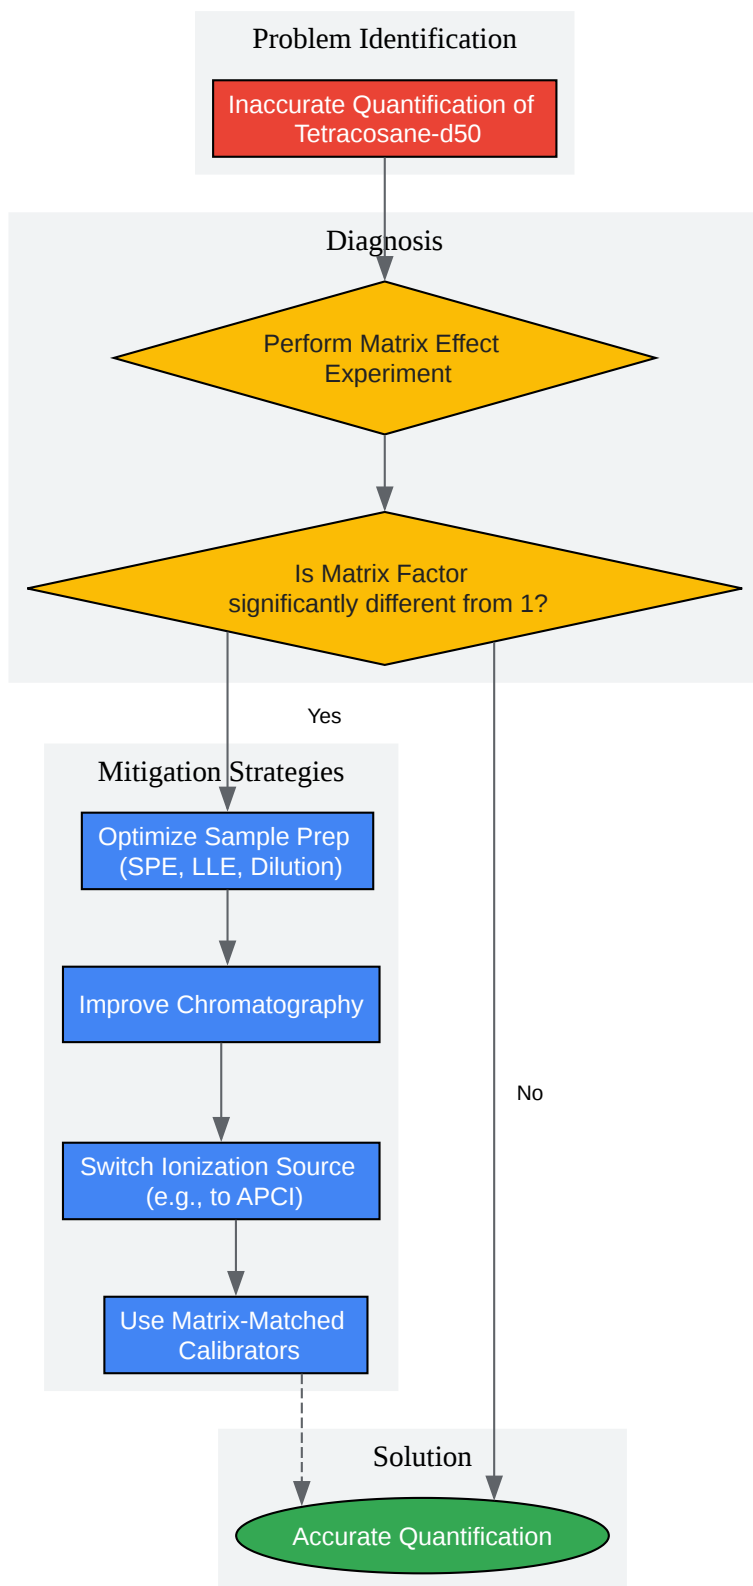 Problem Identification
Inaccurate Quantification of
Tetracosane-d50
Diagnosis
Perform Matrix Effect
Experiment
Is Matrix Factor
significantly different from 1?
Yes
Mitigation Strategies
Optimize Sample Prep
(SPE, LLE, Dilution)
Improve Chromatography
No
Switch Ionization Source
(e.g., to APCI)
Use Matrix-Matched
Calibrators
Solution
Accurate Quantification